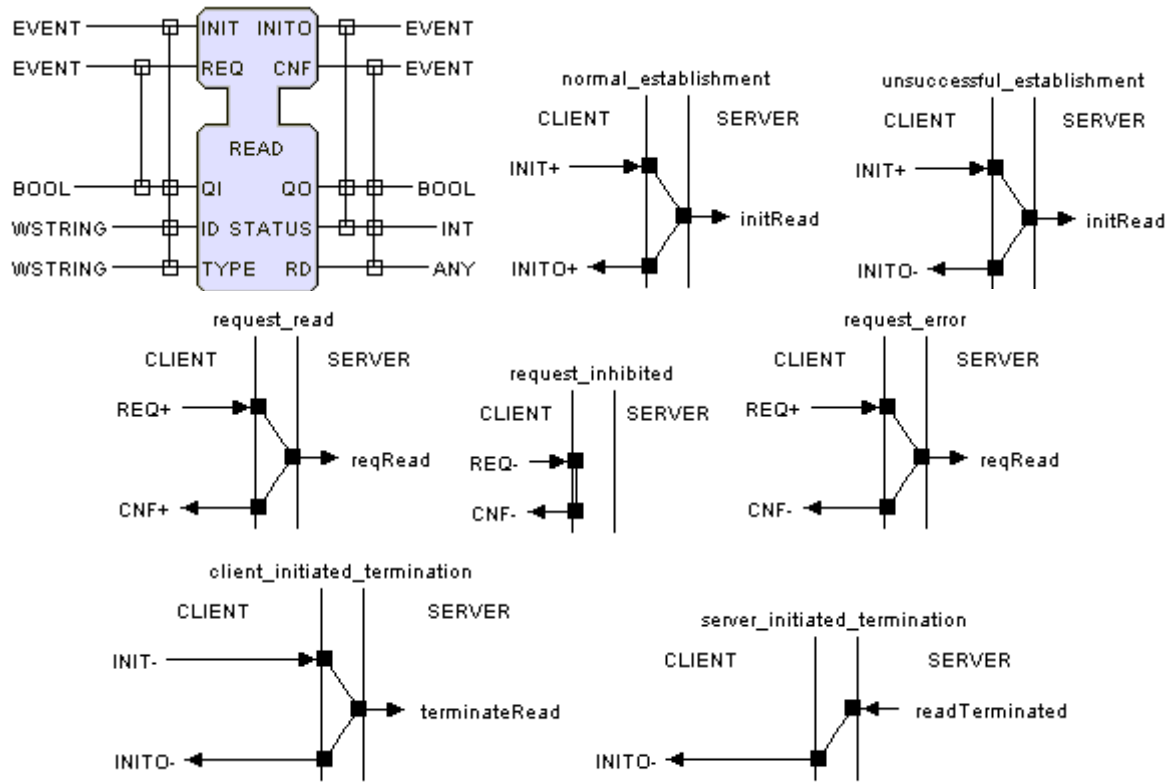 EVENT INIT INITO EVENT
EVENT REQ CNF EVENT
READ
BOOL QI QO BOOL
WSTRING ID STATUS INT
WSTRING TYPE RD ANY
normal_establishment
CLIENT SERVER
INIT+
initRead
INITO+
unsuccessful_establishment
CLIENT SERVER
INIT+
initRead
INITO-
request_read
CLIENT SERVER
REQ+
reqRead
CNF+
request_inhibited
CLIENT SERVER
REQ-
CNF-
request_error
CLIENT SERVER
REQ+
reqRead
CNF-
client_initiated_termination
CLIENT SERVER
INIT-
terminateRead
INITO-
server_initiated_termination
CLIENT SERVER
readTerminated
INITO-